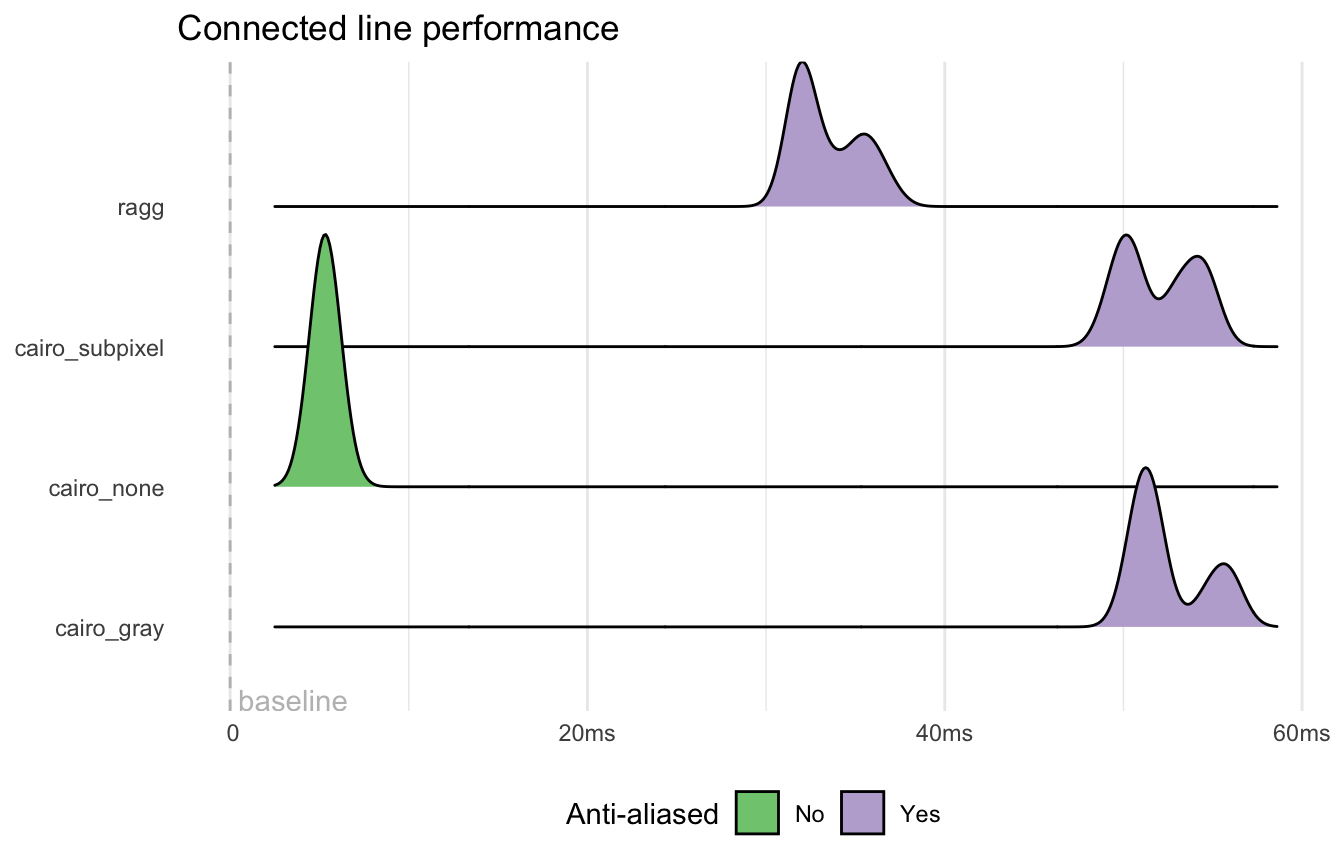 Connected line performance
ragg
cairo_subpixel
cairo_none
cairo_gray
baseline
0 20ms 40ms 60ms
Anti-aliased No Yes